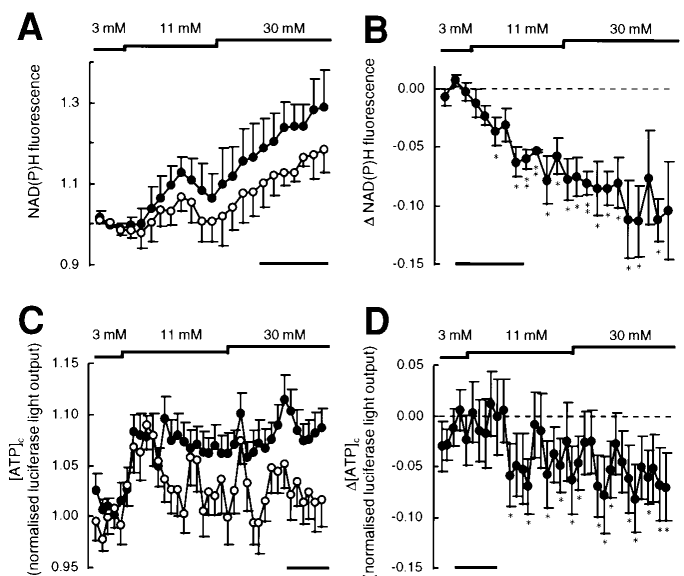 A
3 mM 11 mM 30 mM
NAD(P)H fluorescence
1.3
1.1
0.9
B
3 mM 11 mM 30 mM
Δ NAD(P)H fluorescence
0.00
-0.05
-0.10
-0.15
* * * * * * * * * * * * * * * * *
C
3 mM 11 mM 30 mM
[ATP]c
(normalised luciferase light output)
1.15
1.10
1.05
1.00
0.95
D
3 mM 11 mM 30 mM
Δ[ATP]c
(normalised luciferase light output)
0.05
0.00
-0.05
-0.10
-0.15
* * * * * * * * * * *